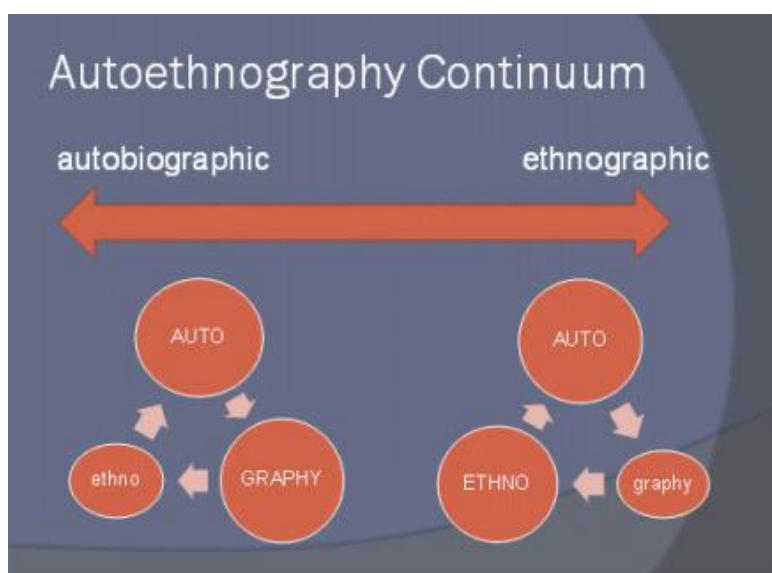 Autoethnography Continuum
autobiographic
ethnographic
AUTO
GRAPHY
ethno
AUTO
graphy
ETHNO